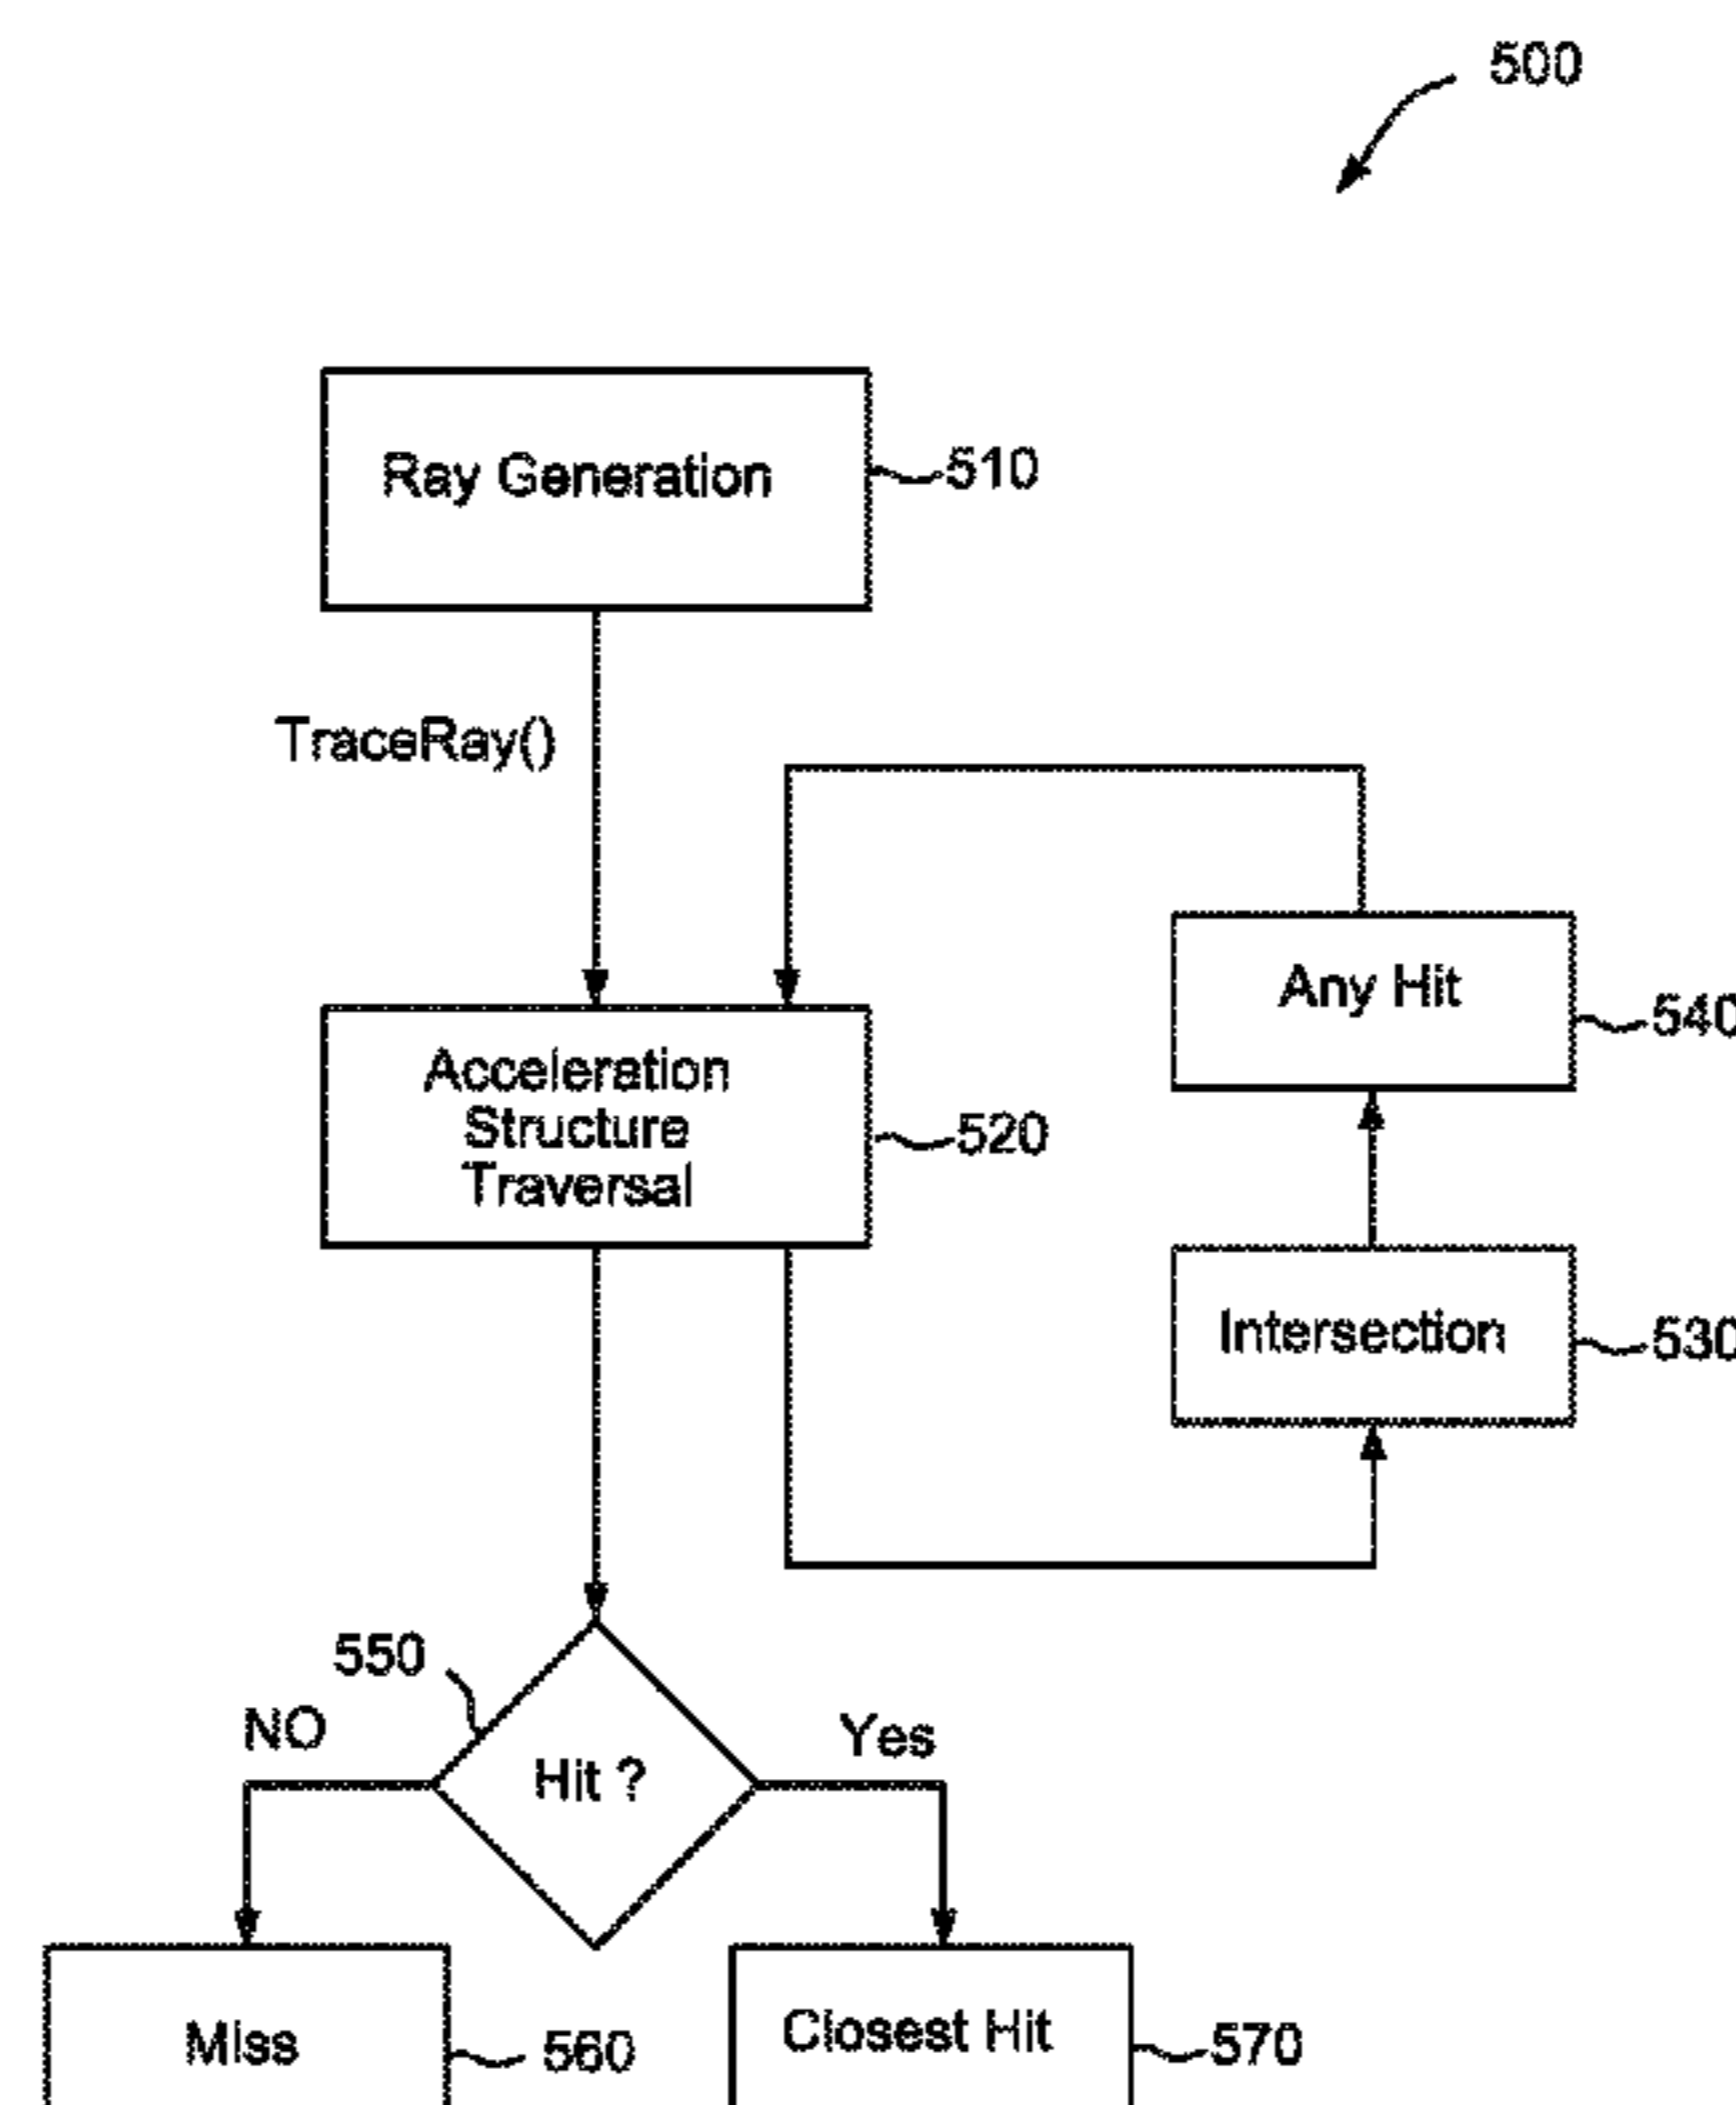 500
Ray Generation
510
TraceRay()
Any Hit
540
Acceleration
Structure
Traversal
520
Intersection
530
550
NO
Yes
Hit ?
Miss
560
Closest Hit
570